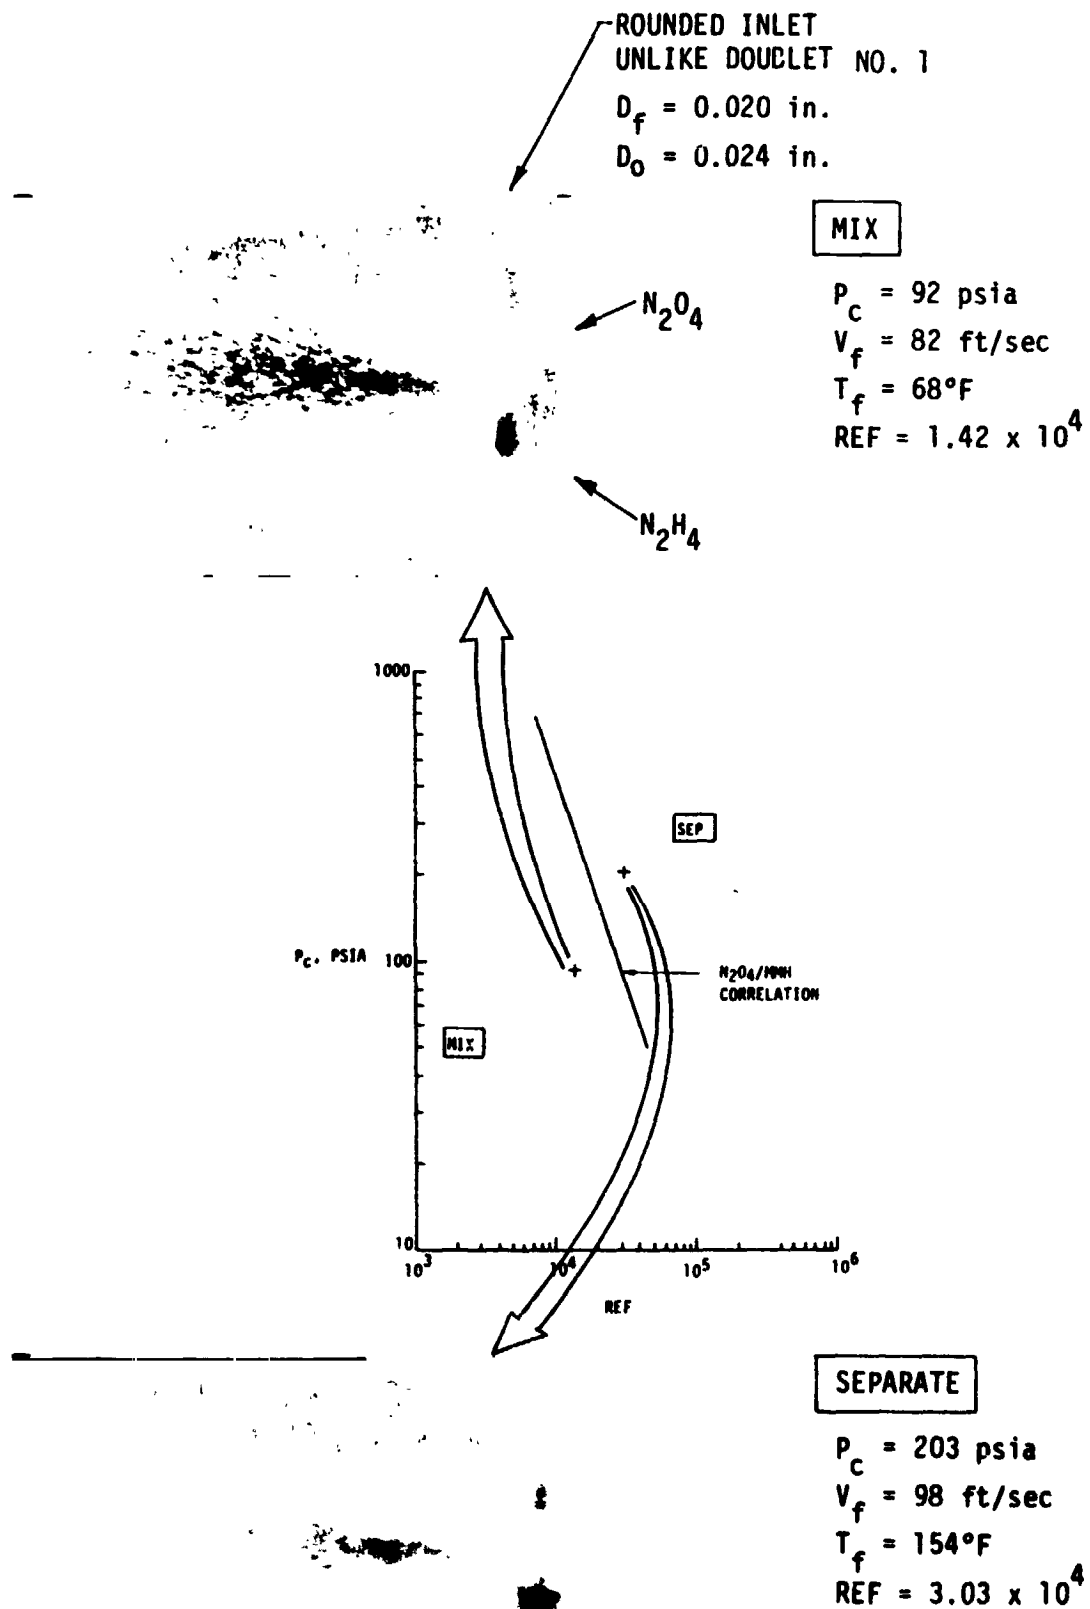 ROUNDED INLET
UNLIKE DOUCLET NO. 1
D_f = 0.020 in.
D_o = 0.024 in.
MIX
P_c = 92 psia
V_f = 82 ft/sec
T_f = 68°F
REF = 1.42 x 10^4
N₂O₄
N₂H₄
1000
SEP
P_C, PSIA 100
N₂O₄/MMH
CORRELATION
MIX
10
10^3 10^4 10^5 10^6
REF
SEPARATE
P_c = 203 psia
V_f = 98 ft/sec
T_f = 154°F
REF = 3.03 x 10^4